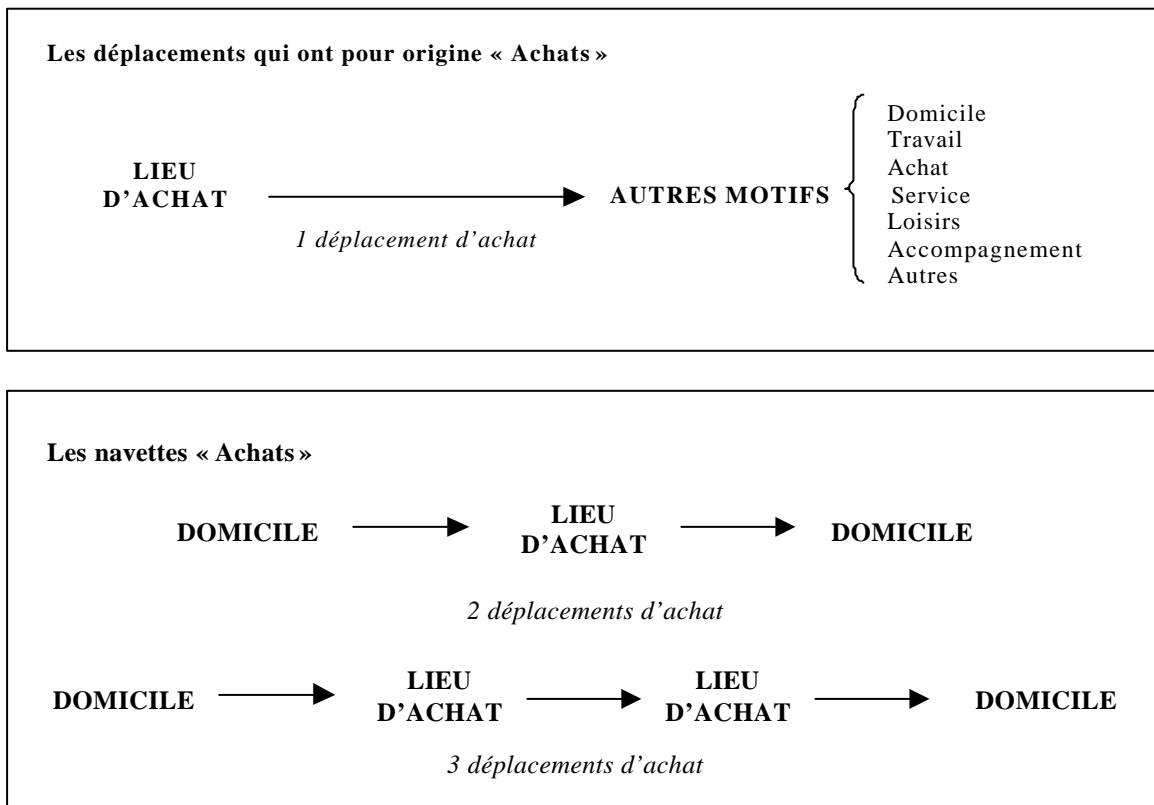 Les déplacements qui ont pour origine « Achats »
LIEU
D’ACHAT
1 déplacement d’achat
AUTRES MOTIFS
Domicile
Travail
Achat
Service
Loisirs
Accompagnement
Autres
Les navettes « Achats »
DOMICILE
LIEU
D’ACHAT
DOMICILE
2 déplacements d’achat
DOMICILE
LIEU
D’ACHAT
LIEU
D’ACHAT
DOMICILE
3 déplacements d’achat